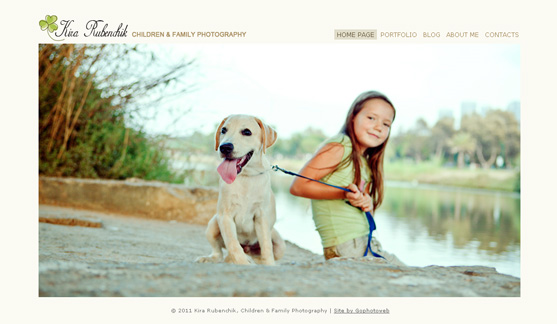 Kira Rubenchik CHILDREN & FAMILY PHOTOGRAPHY
HOME PAGE PORTFOLIO BLOG ABOUT ME CONTACTS
© 2011 Kira Rubenchik, Children & Family Photography | Site by Gophotoweb